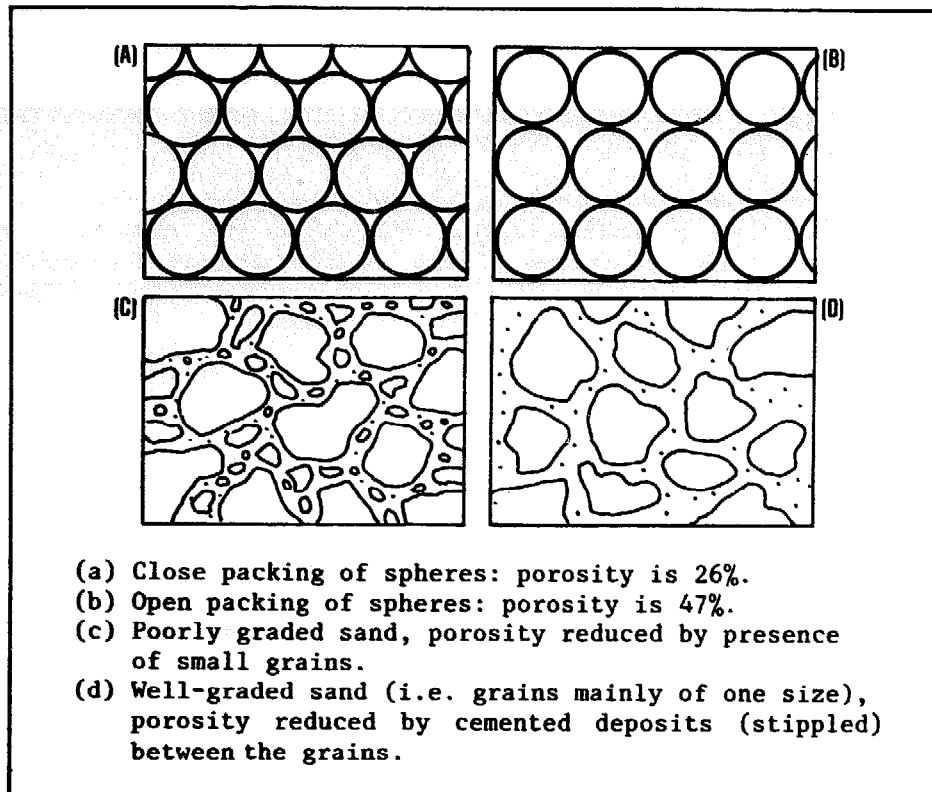 (A)
(B)
(C)
(D)
(a) Close packing of spheres: porosity is 26%.
(b) Open packing of spheres: porosity is 47%.
(c) Poorly graded sand, porosity reduced by presence
of small grains.
(d) Well-graded sand (i.e. grains mainly of one size),
porosity reduced by cemented deposits (stippled)
between the grains.